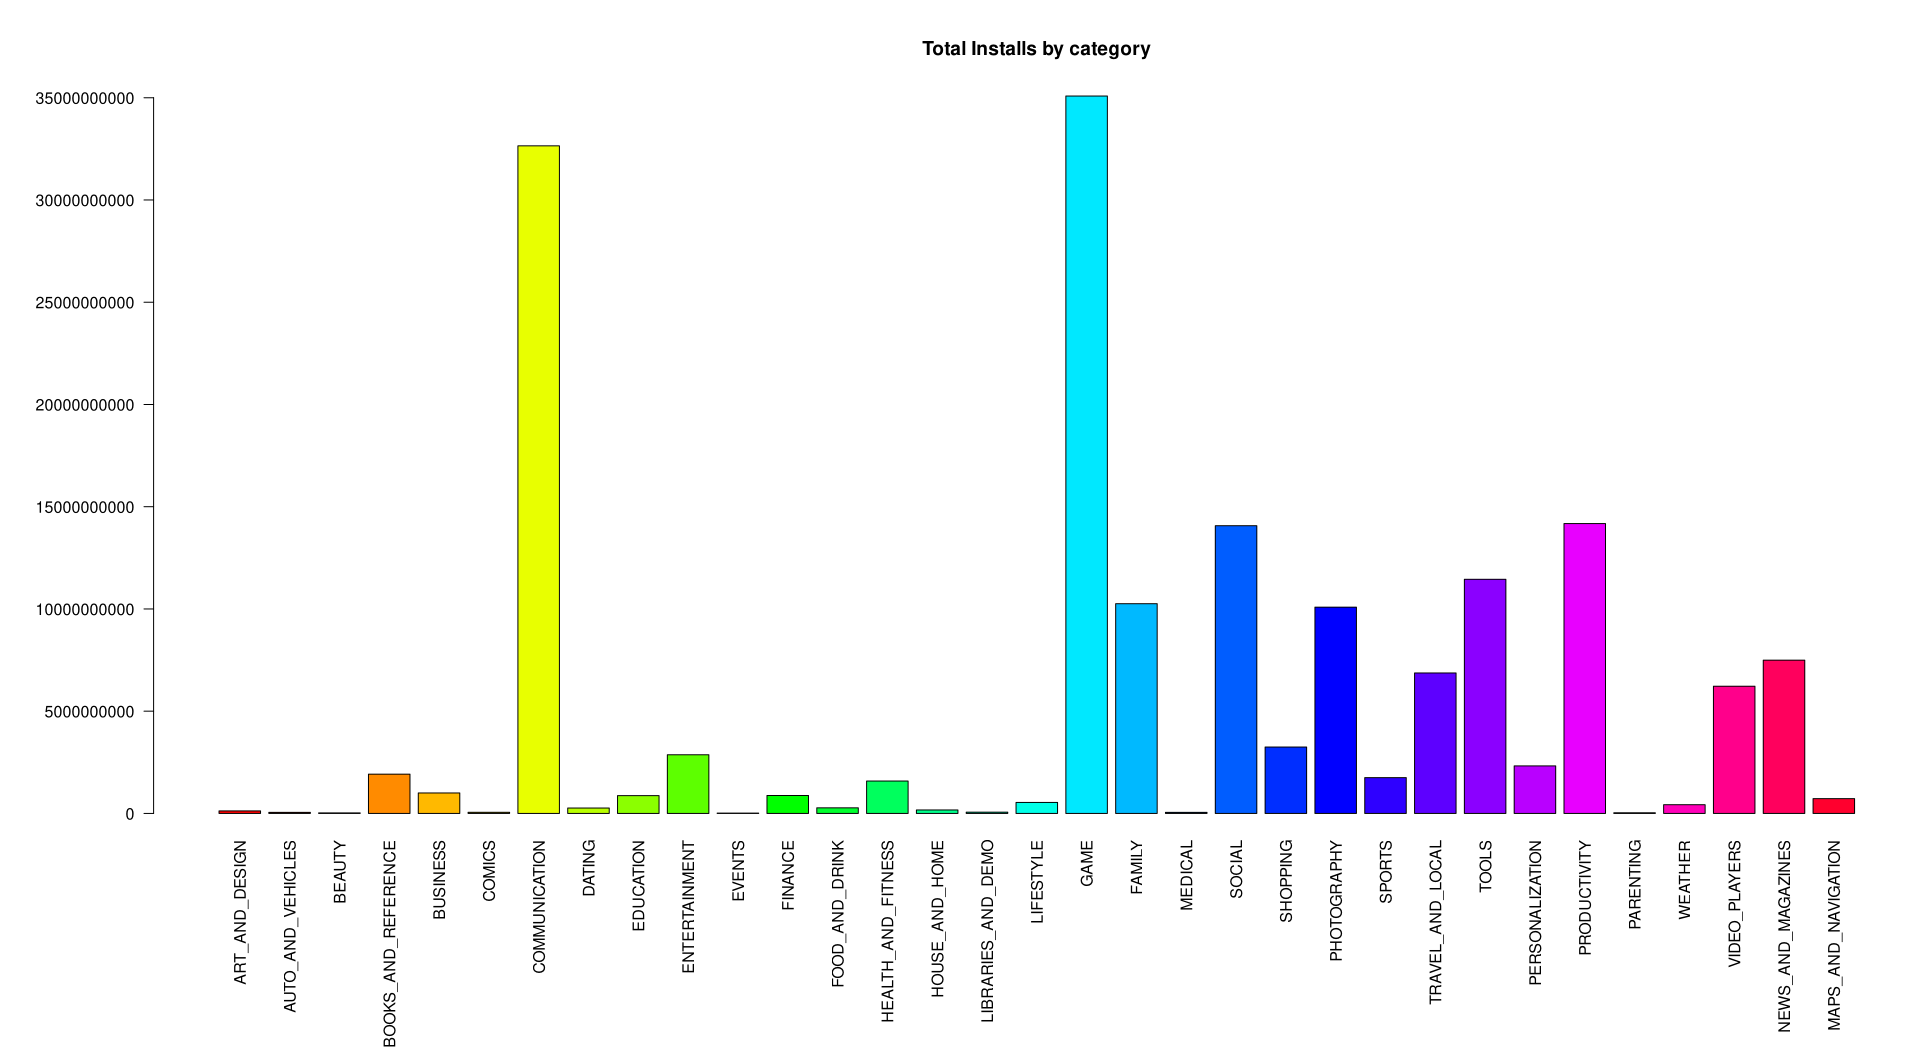 Total Installs by category
35000000000
30000000000
25000000000
20000000000
15000000000
10000000000
5000000000
0
ART_AND_DESIGN
AUTO_AND_VEHICLES
BEAUTY
BOOKS_AND_REFERENCE
BUSINESS
COMICS
COMMUNICATION
DATING
EDUCATION
ENTERTAINMENT
EVENTS
FINANCE
FOOD_AND_DRINK
HEALTH_AND_FITNESS
HOUSE_AND_HOME
LIBRARIES_AND_DEMO
LIFESTYLE
GAME
FAMILY
MEDICAL
SOCIAL
SHOPPING
PHOTOGRAPHY
SPORTS
TRAVEL_AND_LOCAL
TOOLS
PERSONALIZATION
PRODUCTIVITY
PARENTING
WEATHER
VIDEO_PLAYERS
NEWS_AND_MAGAZINES
MAPS_AND_NAVIGATION